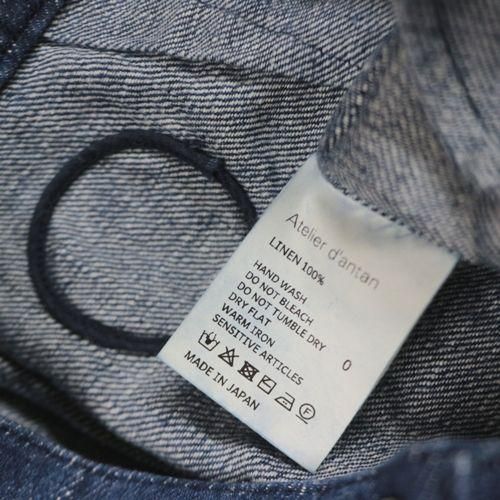 Atelier d'antan
LINEN 100%
HAND WASH
DO NOT BLEACH
DO NOT TUMBLE DRY
DRY FLAT
WARM IRON
SENSITIVE ARTICLES
0
F
MADE IN JAPAN